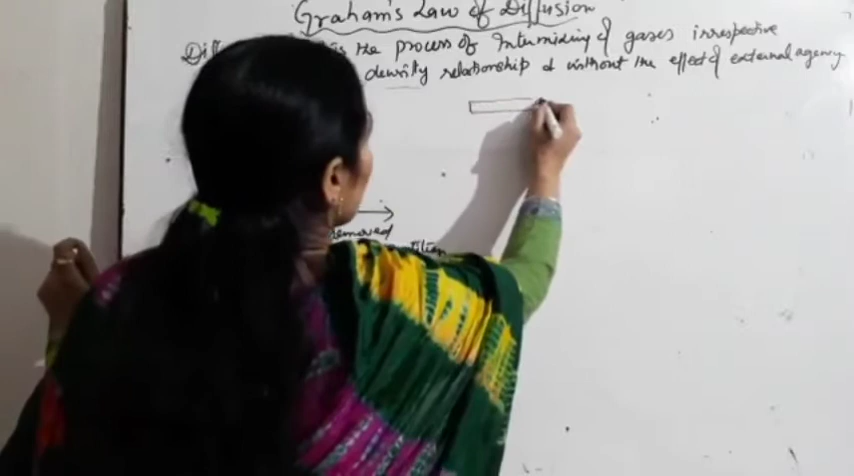 Graham's Law of Diffusion
is the process of Intermixing of gases irrespective
density relationship & without the effect of external agency
removed